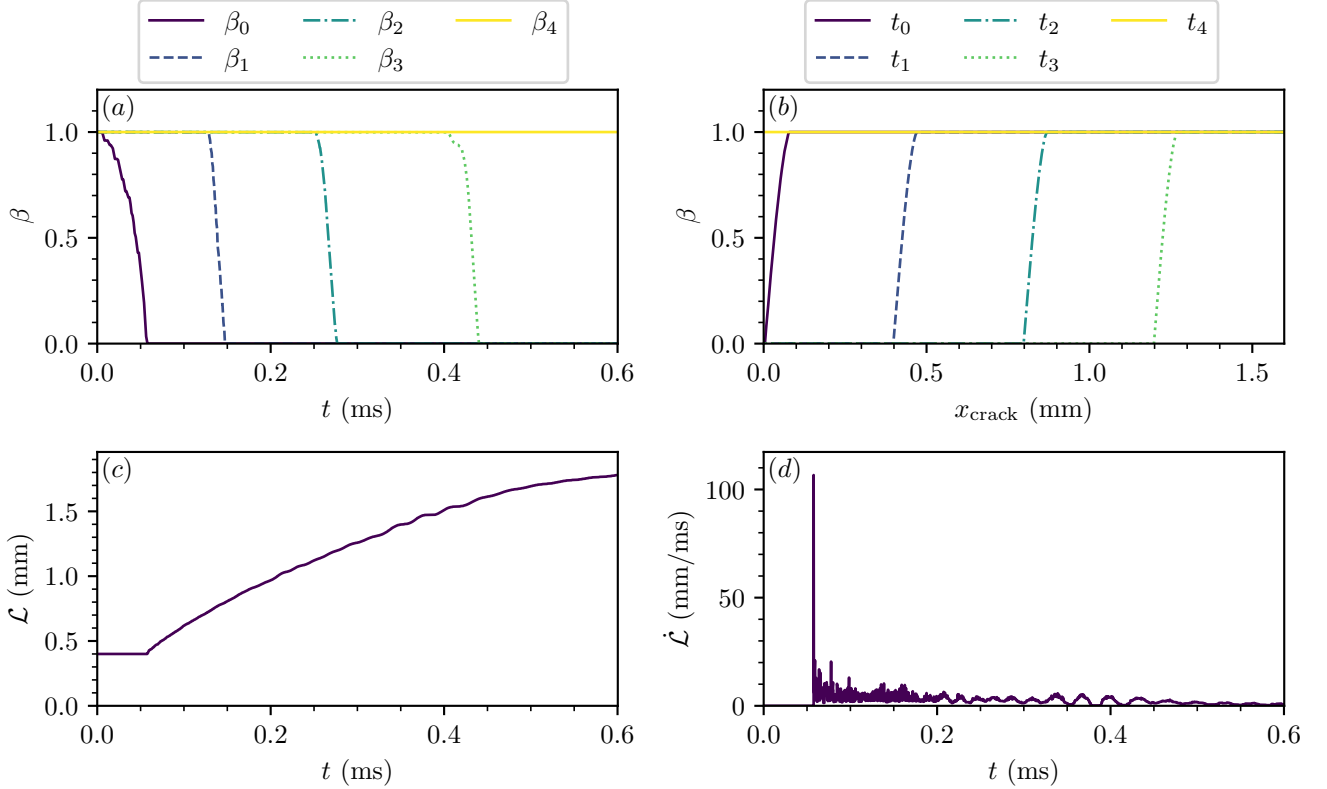 β₀ β₂ β₄
β₁ β₃
t₀ t₂ t₄
t₁ t₃
(a)
1.0
0.5
0.0
β
0.0 0.2 0.4 0.6
t (ms)
(b)
1.0
0.5
0.0
β
0.0 0.5 1.0 1.5
x_crack (mm)
(c)
1.5
1.0
0.5
0.0
ℒ (mm)
0.0 0.2 0.4 0.6
t (ms)
(d)
100
50
0
ℒ̇ (mm/ms)
0.0 0.2 0.4 0.6
t (ms)